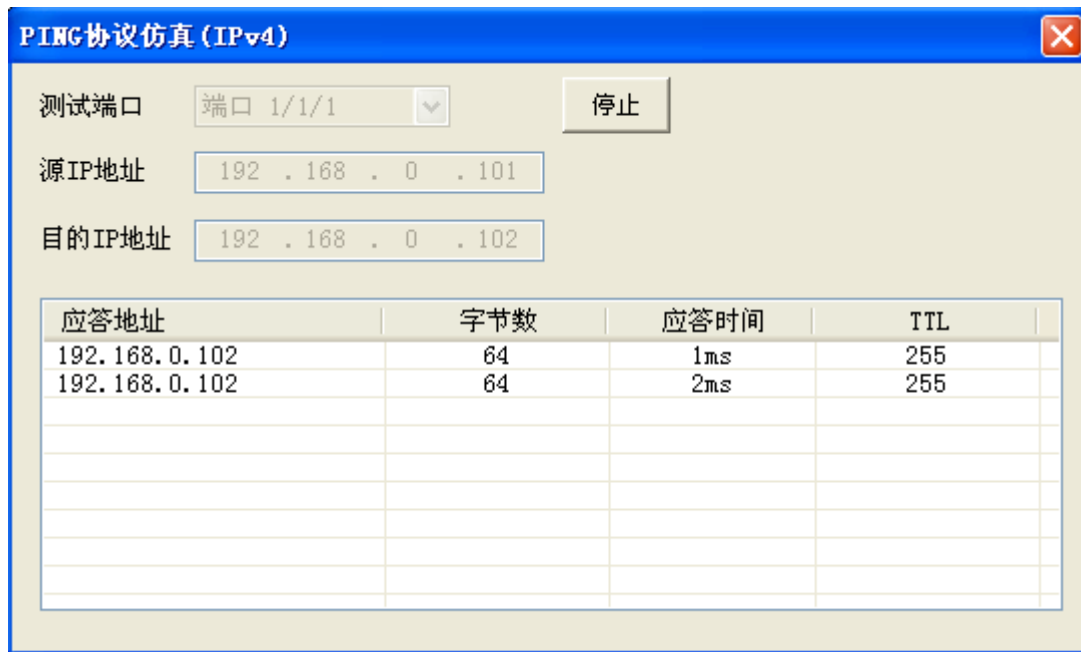 PING协议仿真(IPv4)
测试端口 端口 1/1/1 停止
源IP地址 192 . 168 . 0 . 101
目的IP地址 192 . 168 . 0 . 102
应答地址 字节数 应答时间 TTL
192.168.0.102 64 1ms 255
192.168.0.102 64 2ms 255